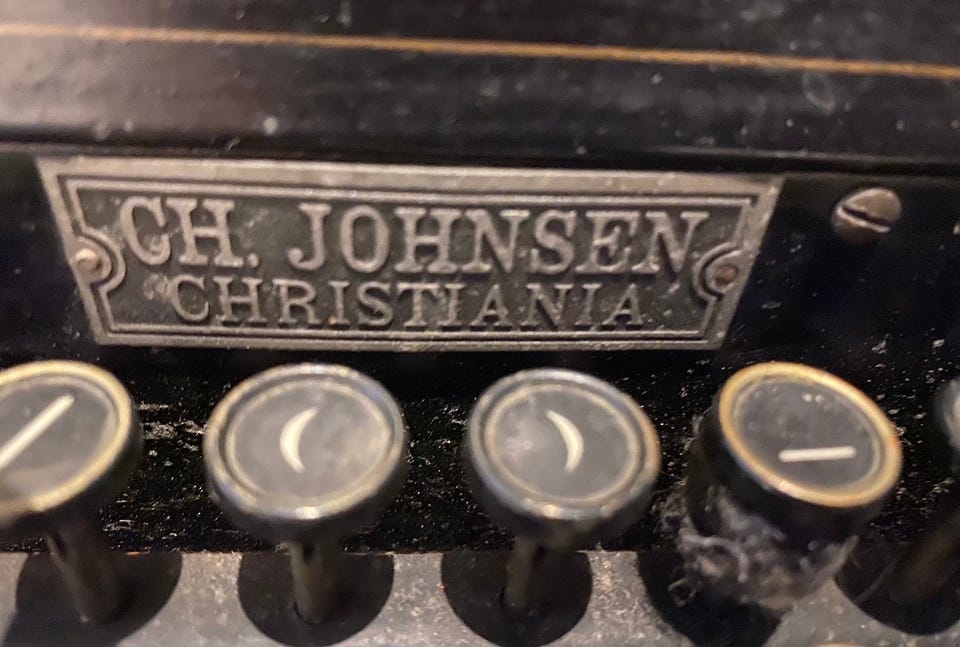 CH. JOHNSEN
CHRISTIANIA
/ ( ) _